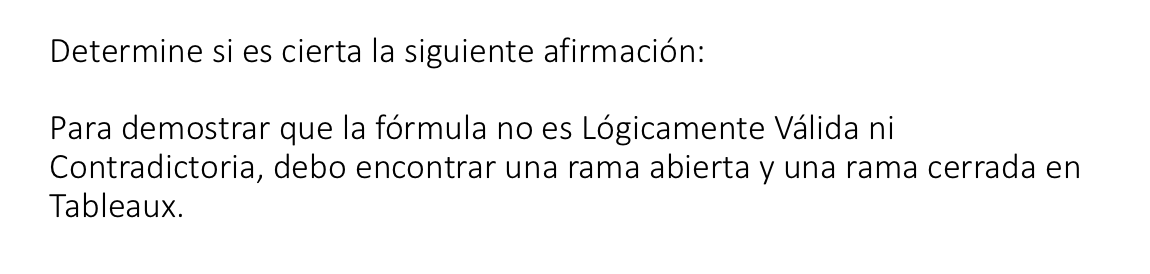 Determine si es cierta la siguiente afirmación:
Para demostrar que la fórmula no es Lógicamente Válida ni
Contradictoria, debo encontrar una rama abierta y una rama cerrada en
Tableaux.